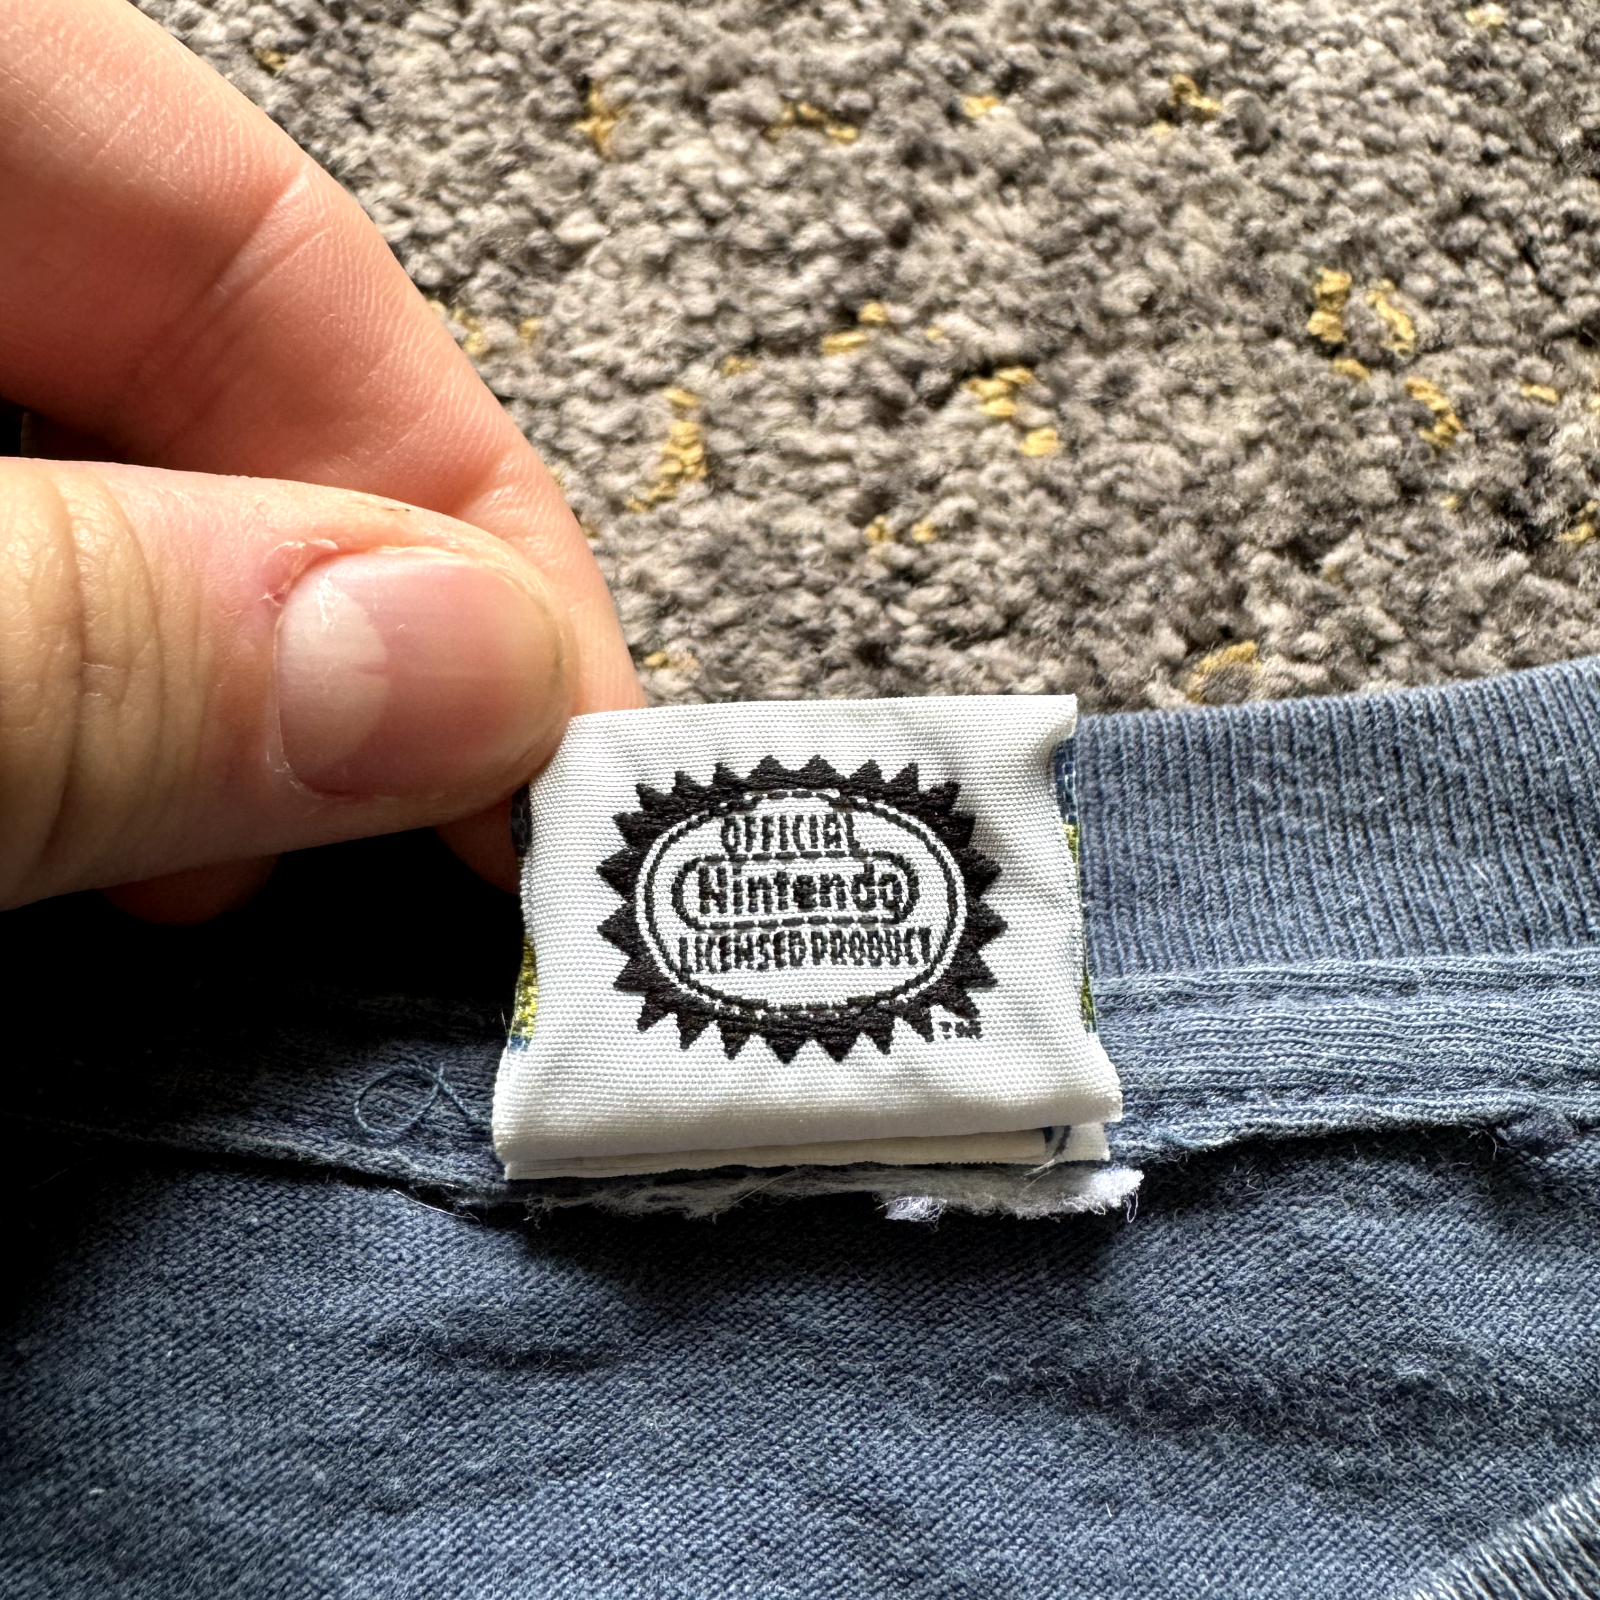 OFFICIAL
Nintendo
LICENSED PRODUCT
TM